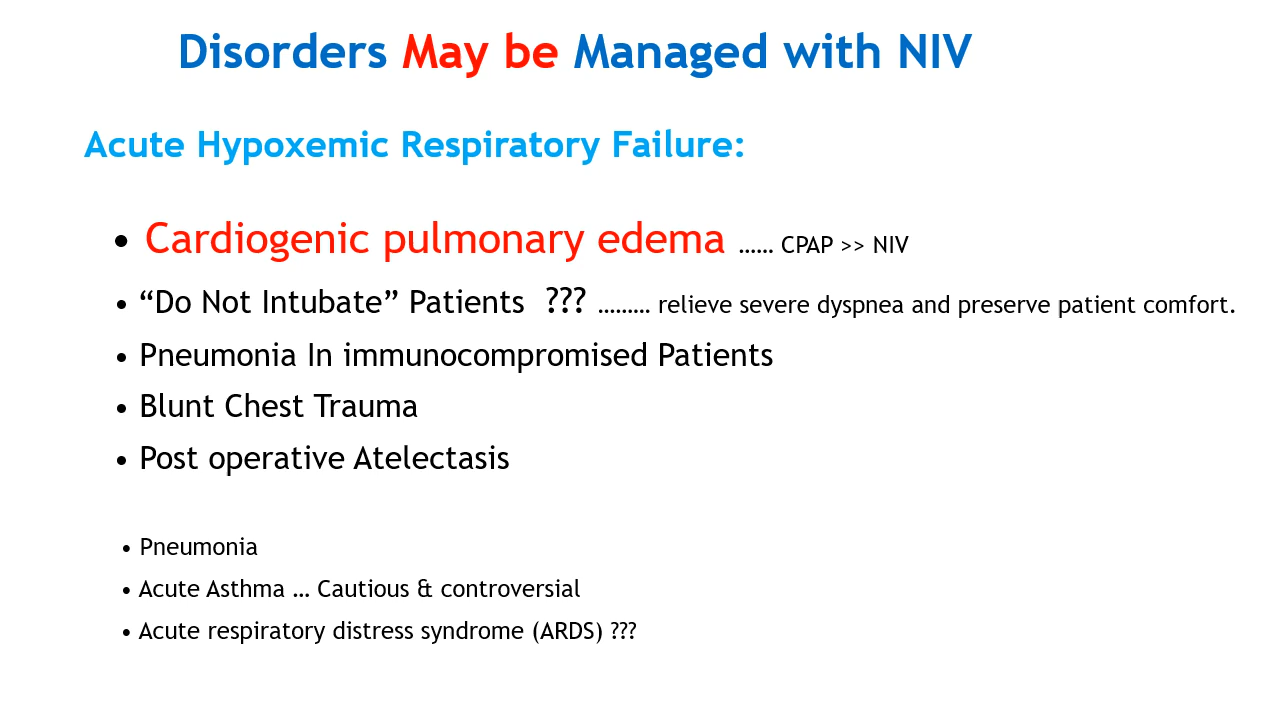 Disorders May be Managed with NIV
Acute Hypoxemic Respiratory Failure:
• Cardiogenic pulmonary edema ...... CPAP >> NIV
• “Do Not Intubate” Patients ??? ......... relieve severe dyspnea and preserve patient comfort.
• Pneumonia In immunocompromised Patients
• Blunt Chest Trauma
• Post operative Atelectasis
• Pneumonia
• Acute Asthma ... Cautious & controversial
• Acute respiratory distress syndrome (ARDS) ???